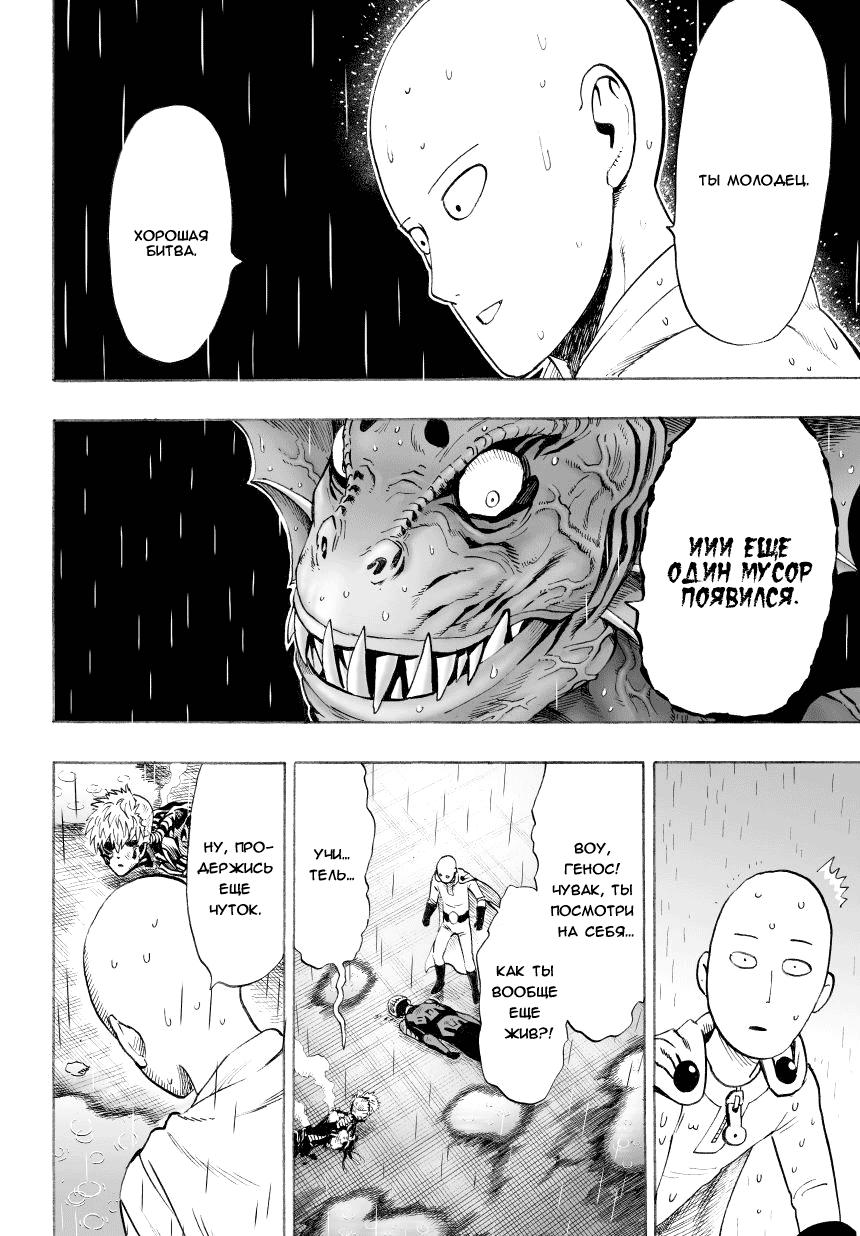 ТЫ МОЛОДЕЦ.
ХОРОШАЯ
БИТВА.
ИИИ ЕЩЕ
ОДИН МУСОР
ПОЯВИЛСЯ.
ВОУ,
ГЕНОС!
ЧУВАК, ТЫ
ПОСМОТРИ
НА СЕБЯ...
КАК ТЫ
ВООБЩЕ
ЕЩЕ
ЖИВ?!
УЧИ...
ТЕЛЬ...
НУ, ПРО-
ДЕРЖИСЬ
ЕЩЕ
ЧУТОК.